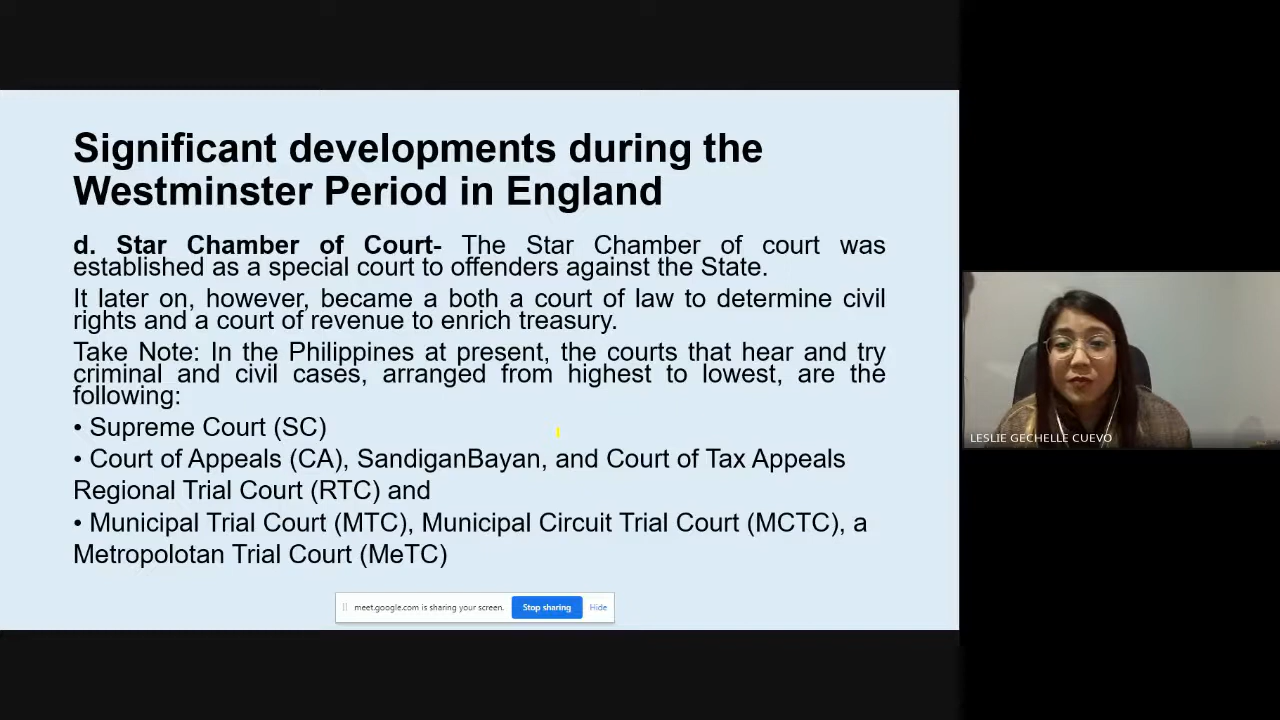 Significant developments during the
Westminster Period in England
d. Star Chamber of Court- The Star Chamber of court was
established as a special court to offenders against the State.
It later on, however, became a both a court of law to determine civil
rights and a court of revenue to enrich treasury.
Take Note: In the Philippines at present, the courts that hear and try
criminal and civil cases, arranged from highest to lowest, are the
following:
• Supreme Court (SC)
• Court of Appeals (CA), SandiganBayan, and Court of Tax Appeals
Regional Trial Court (RTC) and
• Municipal Trial Court (MTC), Municipal Circuit Trial Court (MCTC), a
Metropolotan Trial Court (MeTC)
meet.google.com is sharing your screen. Stop sharing Hide
LESLIE GECHELLE CUEVO